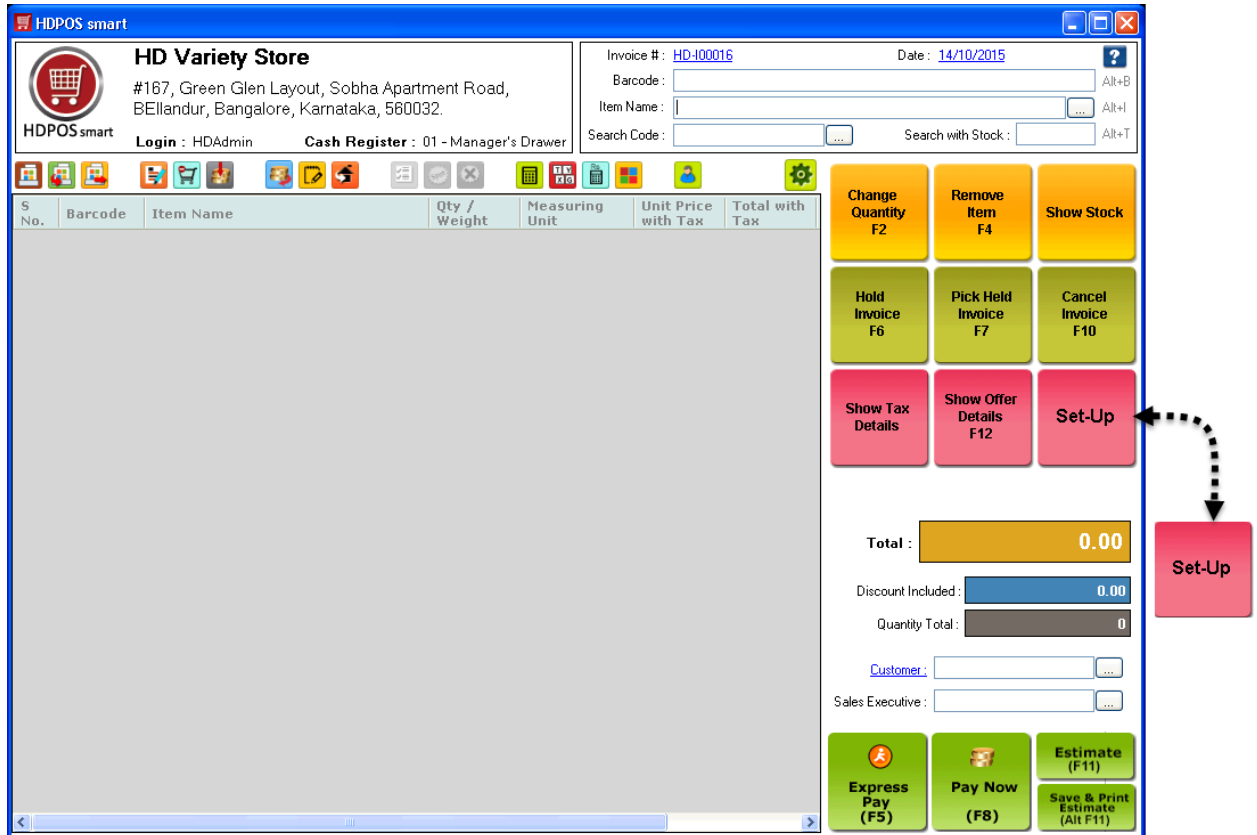 HDPOS smart
HD Variety Store
#167, Green Glen Layout, Sobha Apartment Road,
BEllandur, Bangalore, Karnataka, 560032.
HDPOS smart
Login : HDAdmin Cash Register : 01 - Manager's Drawer
Invoice # : HD-I00016 Date : 14/10/2015 ?
Barcode : Alt+B
Item Name : ... Alt+I
Search Code : ... Search with Stock : Alt+T
S No. Barcode Item Name Qty / Weight Measuring Unit Unit Price with Tax Total with Tax
Change
Quantity
F2
Remove
Item
F4
Show Stock
Hold
Invoice
F6
Pick Held
Invoice
F7
Cancel
Invoice
F10
Show Tax
Details
Show Offer
Details
F12
Set-Up
Set-Up
Total : 0.00
Discount Included : 0.00
Quantity Total : 0
Customer : ...
Sales Executive : ...
Express
Pay
(F5)
Pay Now
(F8)
Estimate
(F11)
Save & Print
Estimate
(Alt F11)